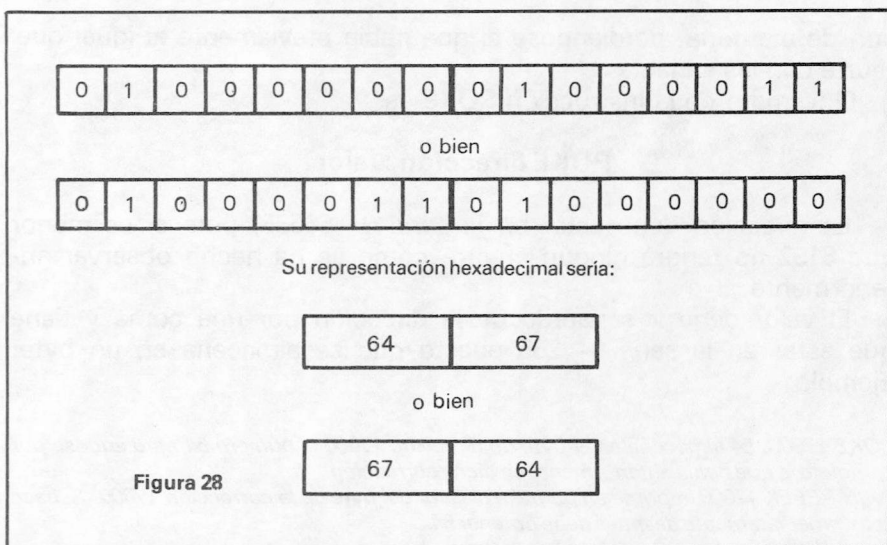 0 1 0 0 0 0 0 0 0 1 0 0 0 0 1 1
o bien
0 1 0 0 0 0 1 1 0 1 0 0 0 0 0 0
Su representación hexadecimal sería:
64 67
o bien
67 64
Figura 28